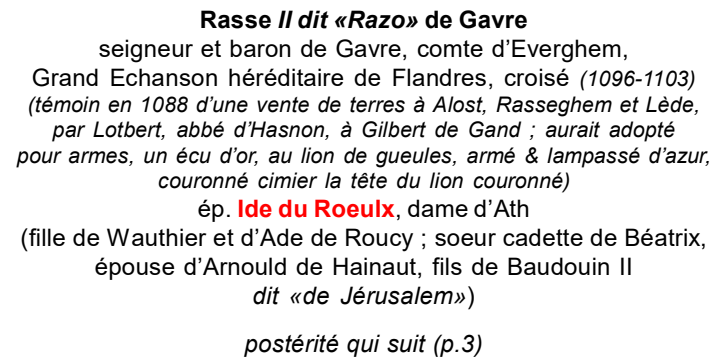 Rasse II dit «Razo» de Gavre
seigneur et baron de Gavre, comte d’Everghem,
Grand Echanson héréditaire de Flandres, croisé (1096-1103)
(témoin en 1088 d’une vente de terres à Alost, Rasseghem et Lède,
par Lotbert, abbé d’Hasnon, à Gilbert de Gand ; aurait adopté
pour armes, un écu d’or, au lion de gueules, armé & lampassé d’azur,
couronné cimier la tête du lion couronné)
ép. Ide du Roeulx, dame d’Ath
(fille de Wauthier et d’Ade de Roucy ; soeur cadette de Béatrix,
épouse d’Arnould de Hainaut, fils de Baudouin II
dit «de Jérusalem»)
postérité qui suit (p.3)